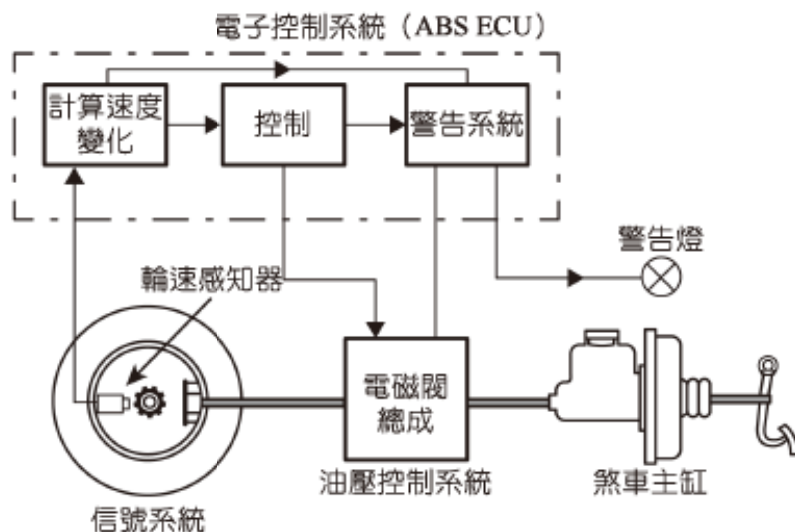 電子控制系統（ABS ECU）
計算速度
變化
控制
警告系統
警告燈
輪速感知器
電磁閥
總成
油壓控制系統
煞車主缸
信號系統